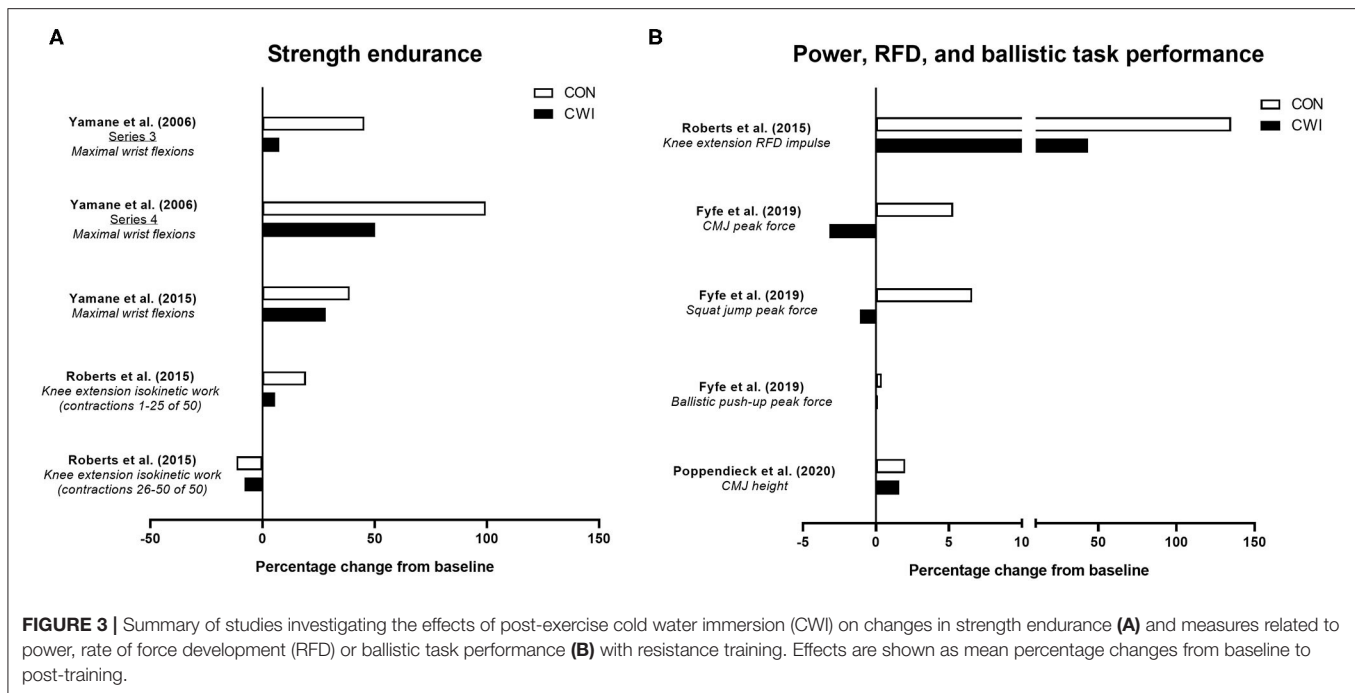 A
Strength endurance
CON
CWI
Yamane et al. (2006)
Series 3
Maximal wrist flexions
Yamane et al. (2006)
Series 4
Maximal wrist flexions
Yamane et al. (2015)
Maximal wrist flexions
Roberts et al. (2015)
Knee extension isokinetic work
(contractions 1-25 of 50)
Roberts et al. (2015)
Knee extension isokinetic work
(contractions 26-50 of 50)
-50 0 50 100 150
Percentage change from baseline
B
Power, RFD, and ballistic task performance
CON
CWI
Roberts et al. (2015)
Knee extension RFD impulse
Fyfe et al. (2019)
CMJ peak force
Fyfe et al. (2019)
Squat jump peak force
Fyfe et al. (2019)
Ballistic push-up peak force
Poppendieck et al. (2020)
CMJ height
-5 0 5 10 50 100 150
Percentage change from baseline
FIGURE 3 | Summary of studies investigating the effects of post-exercise cold water immersion (CWI) on changes in strength endurance (A) and measures related to
power, rate of force development (RFD) or ballistic task performance (B) with resistance training. Effects are shown as mean percentage changes from baseline to
post-training.